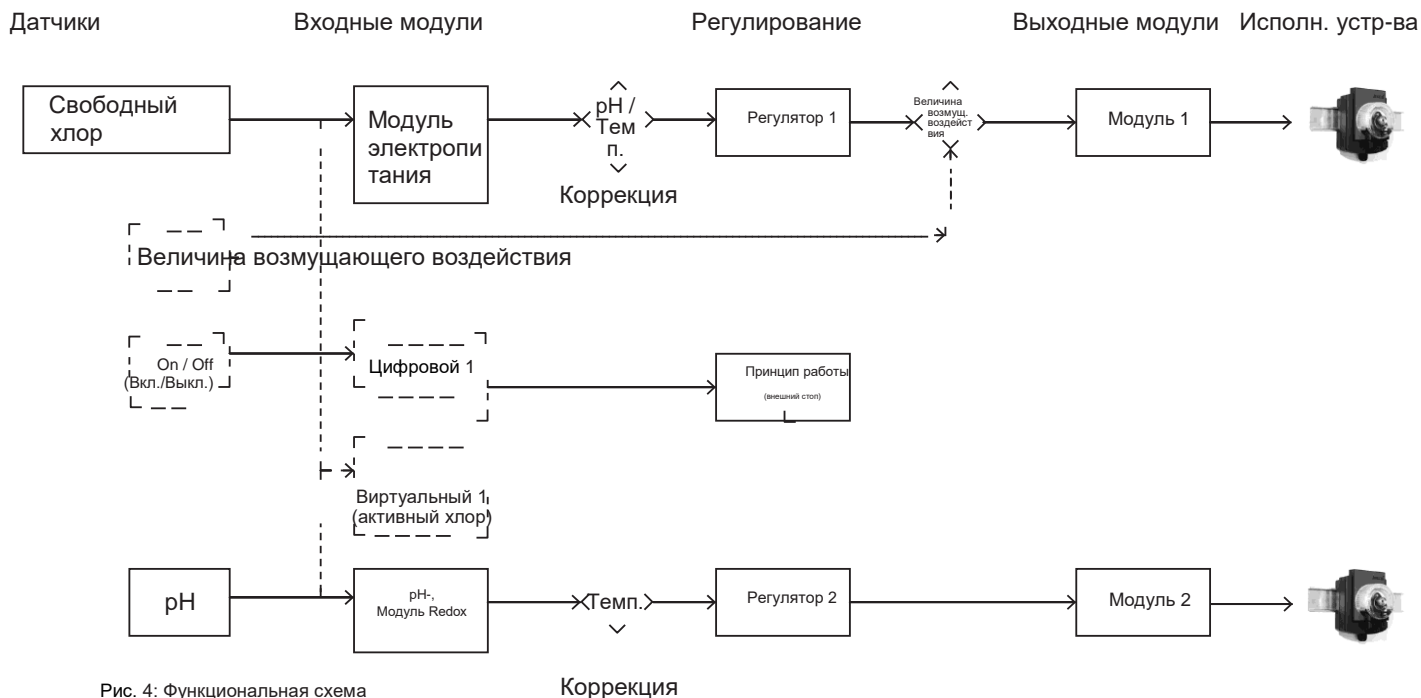 Датчики
Входные модули
Регулирование
Выходные модули
Исполн. устр-ва
Свободный
хлор
Модуль
электропи
тания
pH /
Тем
п.
Коррекция
Регулятор 1
Величина
возмущ.
воздейст
вия
Модуль 1
Величина возмущающего воздействия
On / Off
(Вкл./Выкл.)
Цифровой 1
Принцип работы
(внешний стоп)
Виртуальный 1
(активный хлор)
pH
pH-,
Модуль Redox
Темп.
Коррекция
Регулятор 2
Модуль 2
Рис. 4: Функциональная схема